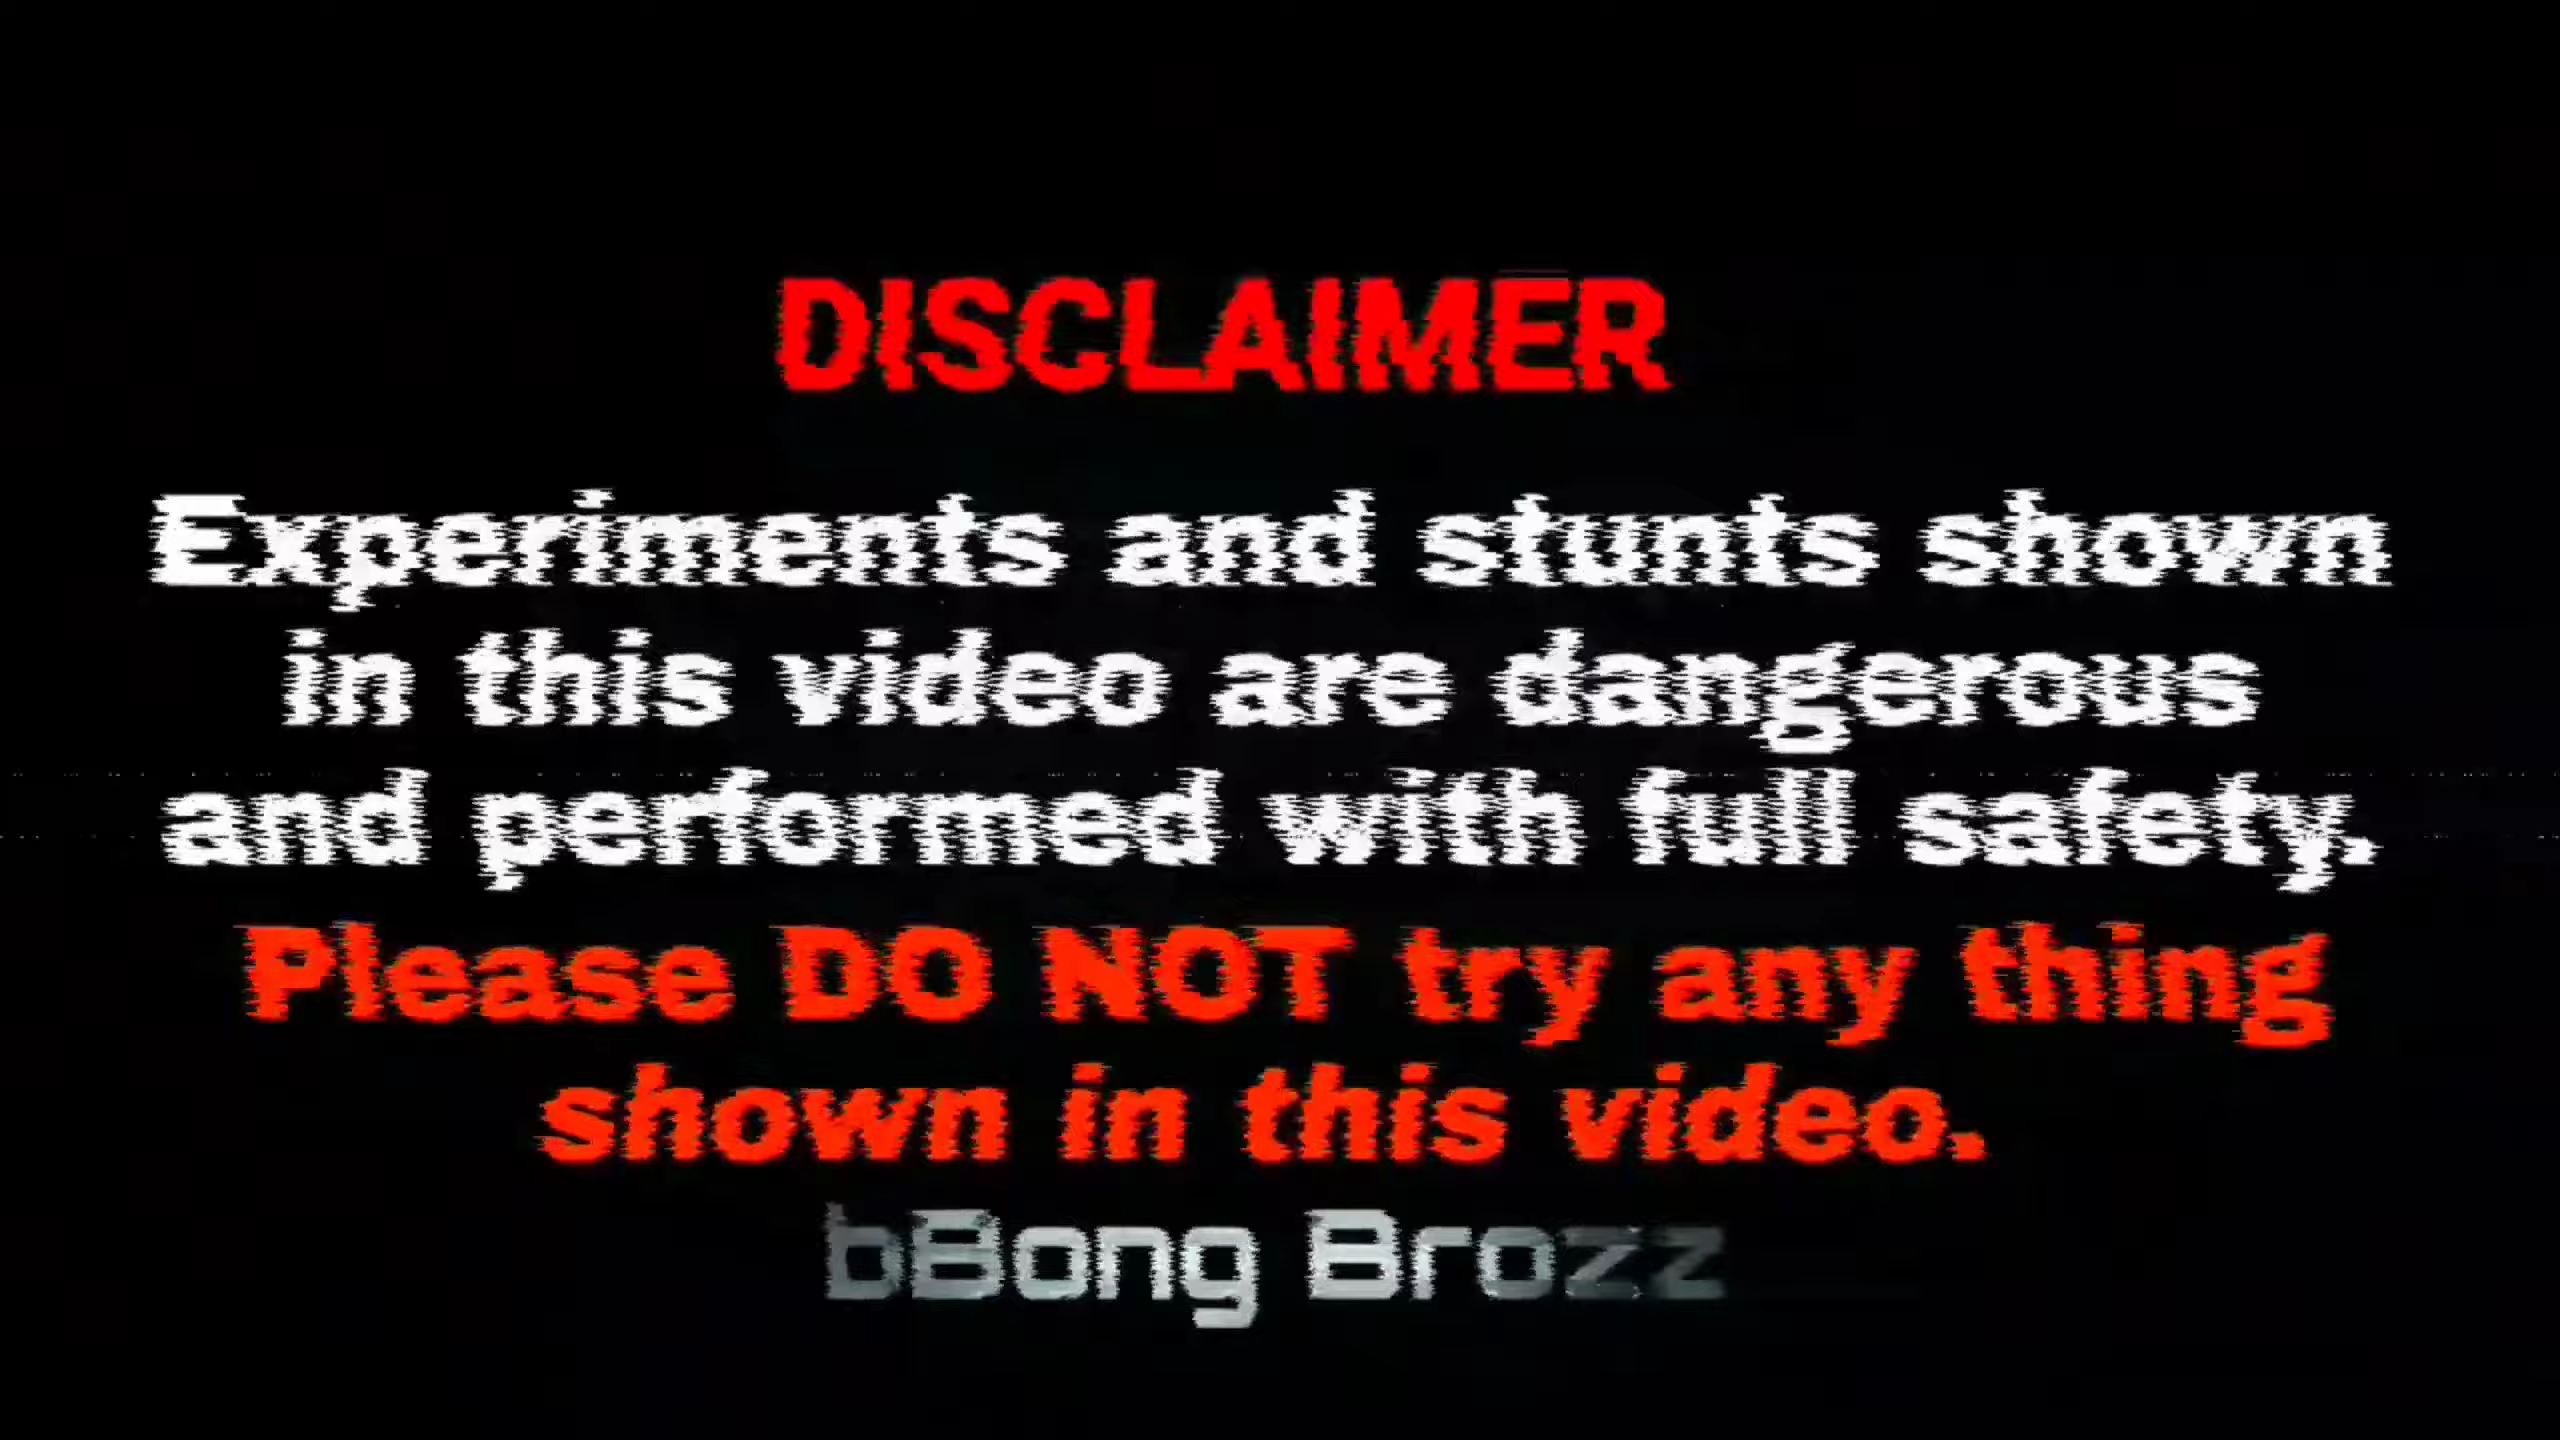 DISCLAIMER
Experiments and stunts shown
in this video are dangerous
and performed with full safety.
Please DO NOT try any thing
shown in this video.
bBong Brozz